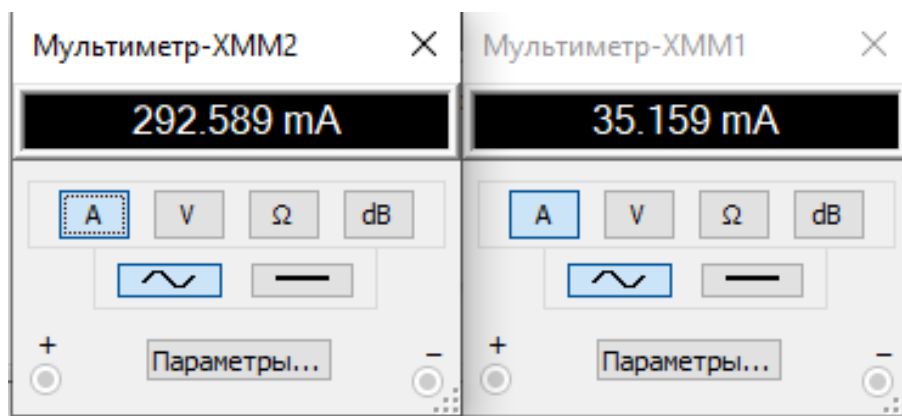 Мультиметр-XMM2
292.589 mA
A V Ω dB
+ Параметры... –
Мультиметр-XMM1
35.159 mA
A V Ω dB
+ Параметры... –